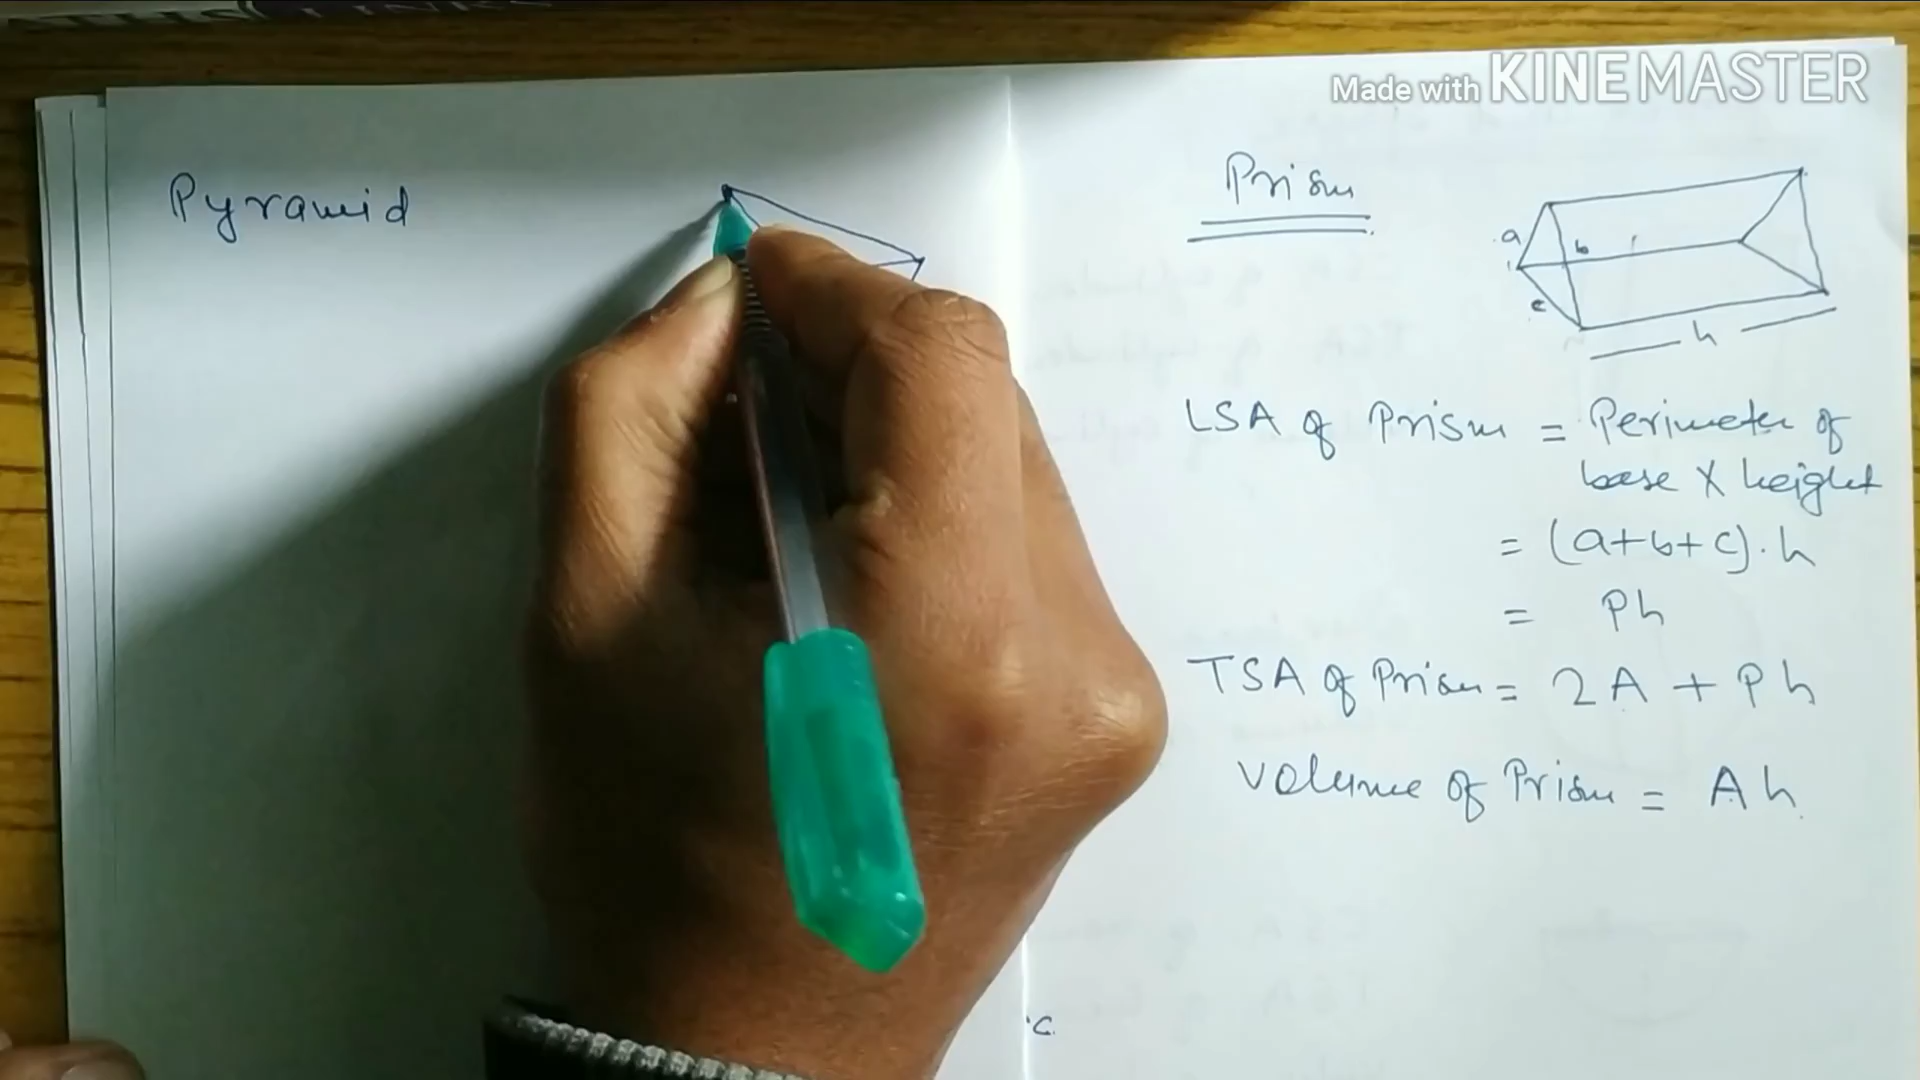 Made with KINEMASTER
Pyramid
Prism
a
b
c
h
LSA of Prism = Perimeter of
base X height
= (a+b+c).h
= Ph
TSA of Prism = 2A + Ph
Volume of Prism = Ah.
c.